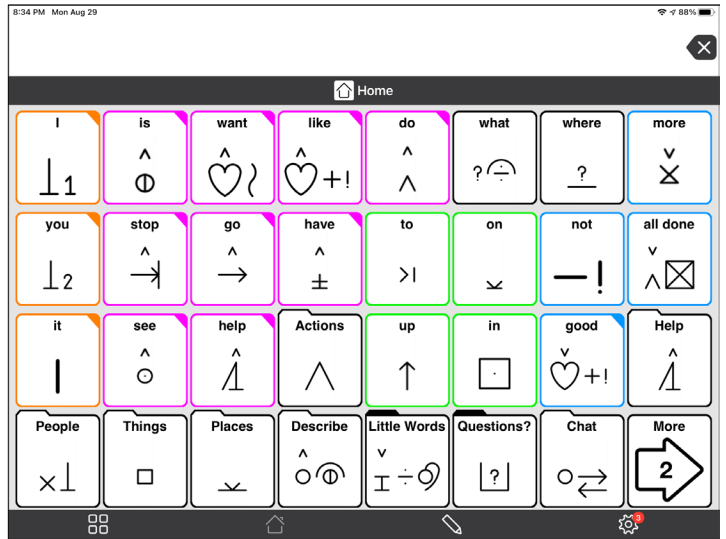 8:34 PM Mon Aug 29 88%
Home
I is want like do what where more
you stop go have to on not all done
it see help Actions up in good Help
People Things Places Describe Little Words Questions? Chat More
2
3